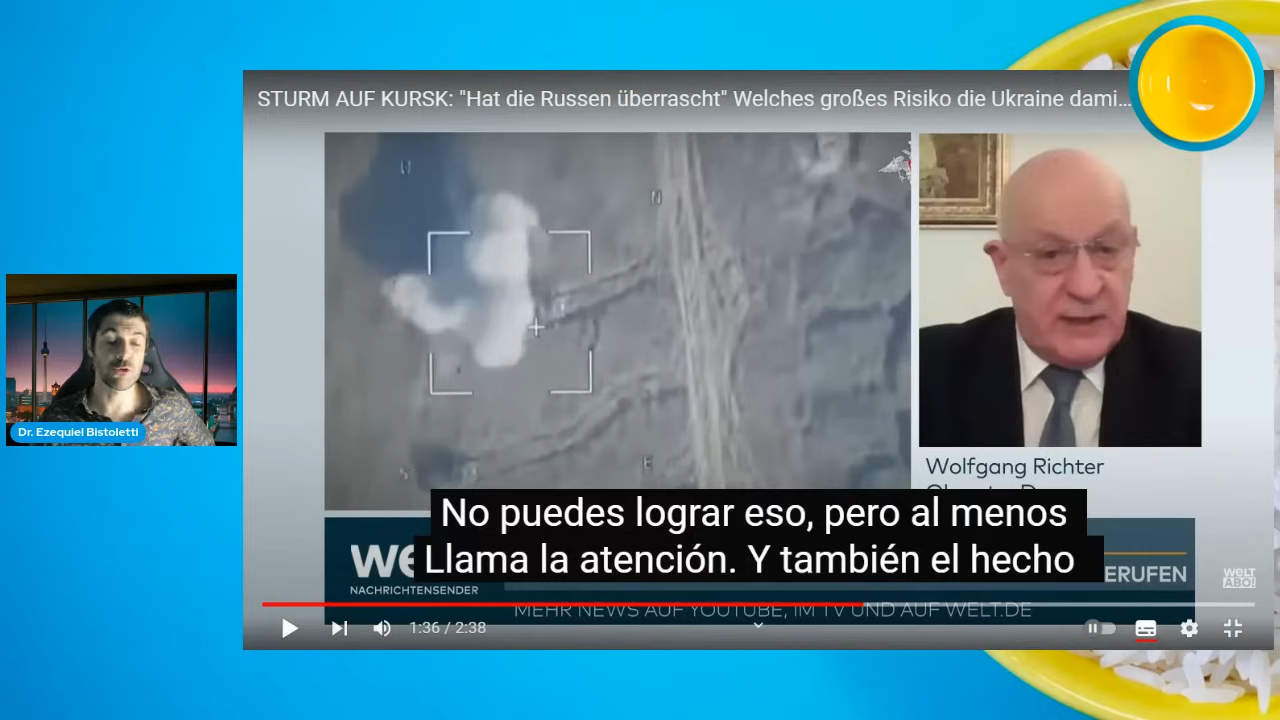 STURM AUF KURSK: "Hat die Russen überrascht" Welches großes Risiko die Ukraine dami...
N
E
S
Dr. Ezequiel Bistoletti
Wolfgang Richter
No puedes lograr eso, pero al menos
Llama la atención. Y también el hecho
we
ERUFEN
NACHRICHTENSENDER
WELT
ABO!
MEHR NEWS AUF YOUTUBE, IM TV UND AUF WELT.DE
1:36 / 2:38